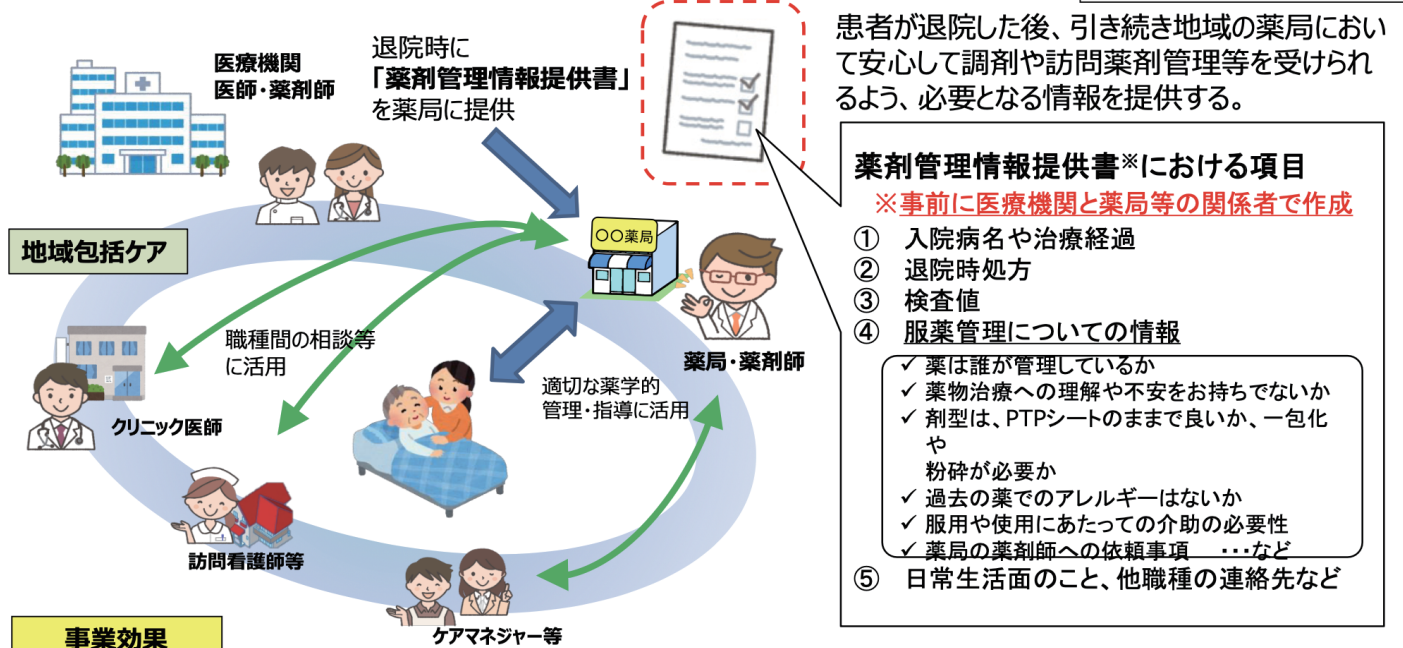 医療機関
医師・薬剤師
退院時に
「薬剤管理情報提供書」
を薬局に提供
患者が退院した後、引き続き地域の薬局におい
て安心して調剤や訪問薬剤管理等を受けられ
るよう、必要となる情報を提供する。
薬剤管理情報提供書※における項目
※事前に医療機関と薬局等の関係者で作成
① 入院病名や治療経過
② 退院時処方
③ 検査値
④ 服薬管理についての情報
✓ 薬は誰が管理しているか
✓ 薬物治療への理解や不安をお持ちでないか
✓ 剤型は、PTPシートのままで良いか、一包化
や
粉砕が必要か
✓ 過去の薬でのアレルギーはないか
✓ 服用や使用にあたっての介助の必要性
✓ 薬局の薬剤師への依頼事項 ・・・など
⑤ 日常生活面のこと、他職種の連絡先など
〇〇薬局
地域包括ケア
職種間の相談等
に活用
薬局・薬剤師
適切な薬学的
管理・指導に活用
クリニック医師
訪問看護師等
ケアマネジャー等
事業効果